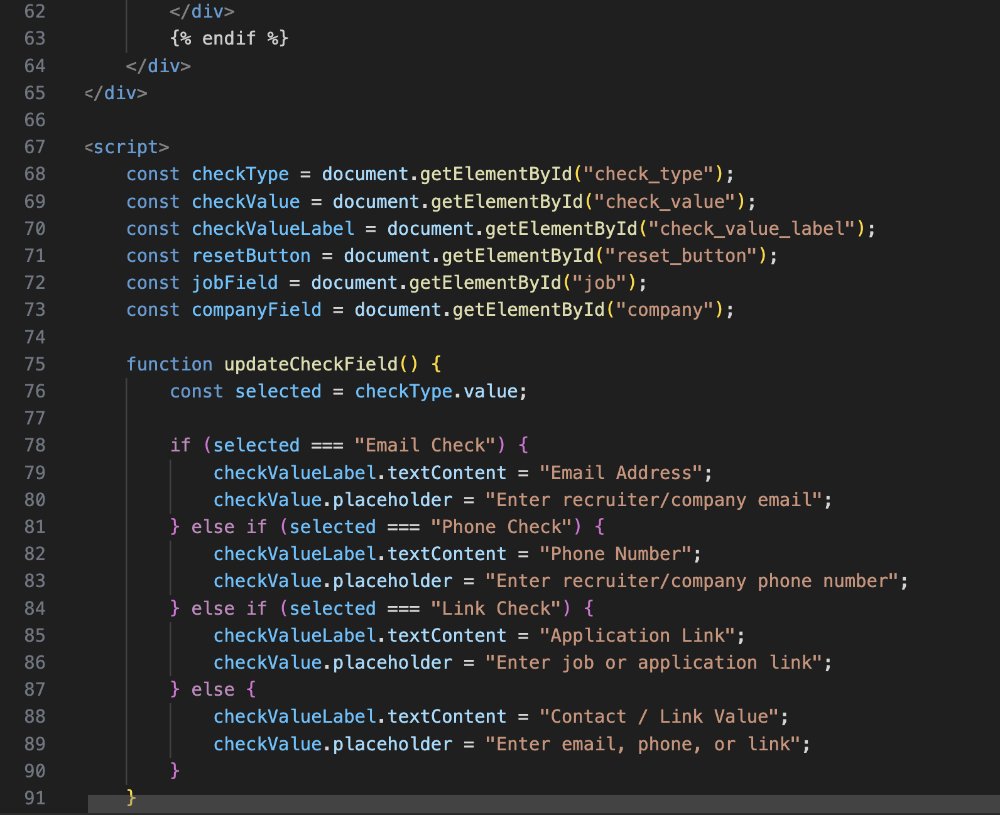 62 </div>
63 {% endif %}
64 </div>
65 </div>
66
67 <script>
68 const checkType = document.getElementById("check_type");
69 const checkValue = document.getElementById("check_value");
70 const checkValueLabel = document.getElementById("check_value_label");
71 const resetButton = document.getElementById("reset_button");
72 const jobField = document.getElementById("job");
73 const companyField = document.getElementById("company");
74
75 function updateCheckField() {
76 const selected = checkType.value;
77
78 if (selected === "Email Check") {
79 checkValueLabel.textContent = "Email Address";
80 checkValue.placeholder = "Enter recruiter/company email";
81 } else if (selected === "Phone Check") {
82 checkValueLabel.textContent = "Phone Number";
83 checkValue.placeholder = "Enter recruiter/company phone number";
84 } else if (selected === "Link Check") {
85 checkValueLabel.textContent = "Application Link";
86 checkValue.placeholder = "Enter job or application link";
87 } else {
88 checkValueLabel.textContent = "Contact / Link Value";
89 checkValue.placeholder = "Enter email, phone, or link";
90 }
91 }